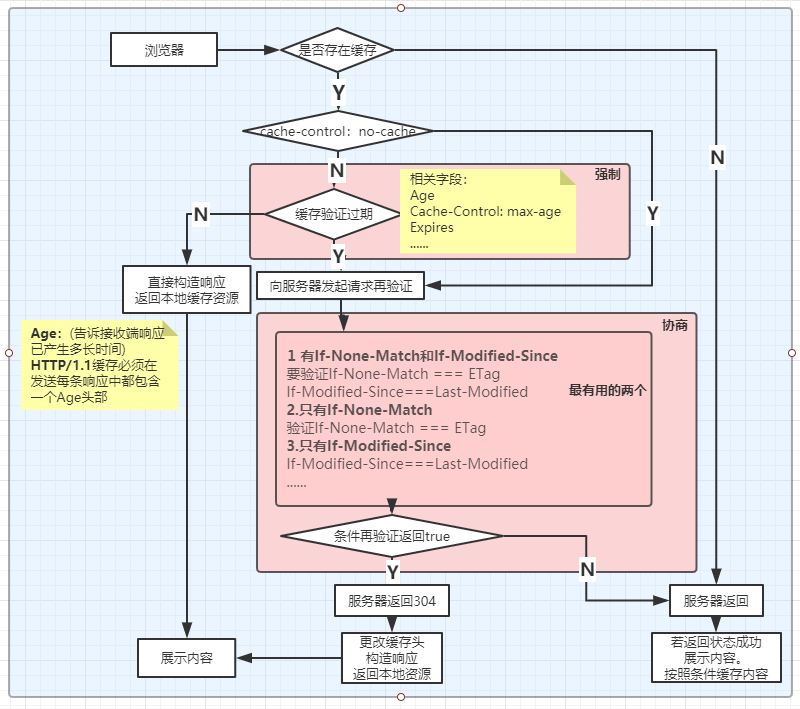 浏览器
是否存在缓存
Y
N
cache-control：no-cache
N
Y
强制
相关字段：
Age
Cache-Control: max-age
Expires
......
缓存验证过期
N
Y
直接构造响应
返回本地缓存资源
向服务器发起请求再验证
Age：(告诉接收端响应
已产生多长时间)
HTTP/1.1缓存必须在
发送每条响应中都包含
一个Age头部
协商
1 有If-None-Match和If-Modified-Since
要验证If-None-Match === ETag
If-Modified-Since===Last-Modified
最有用的两个
2.只有If-None-Match
验证If-None-Match === ETag
3.只有If-Modified-Since
If-Modified-Since===Last-Modified
......
条件再验证返回true
Y
N
服务器返回304
服务器返回
展示内容
更改缓存头
构造响应
返回本地资源
若返回状态成功
展示内容。
按照条件缓存内容